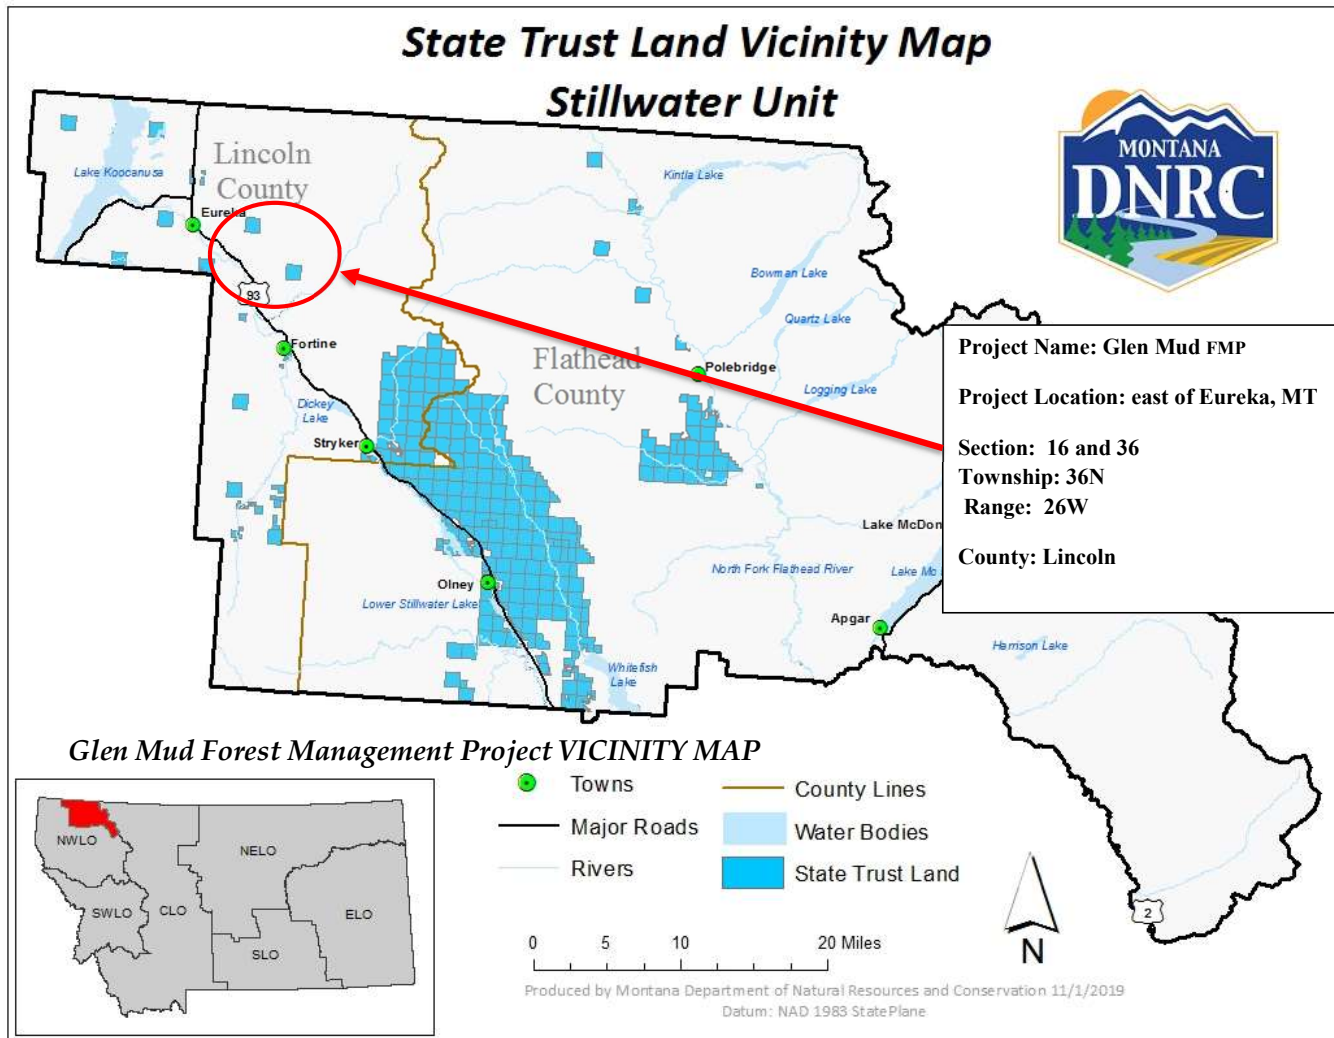 State Trust Land Vicinity Map
Stillwater Unit
MONTANA
DNRC
Lincoln
County
Lake Koocanusa
Eureka
93
Fortine
Dickey
Lake
Stryker
Flathead
County
Kintla Lake
Bowman Lake
Quartz Lake
Polebridge
Logging Lake
Project Name: Glen Mud FMP
Project Location: east of Eureka, MT
Section: 16 and 36
Township: 36N
Range: 26W
County: Lincoln
Lake McDon
North Fork Flathead River
Lake Mc
Olney
Lower Stillwater Lake
Apgar
Harrison Lake
Whitefish
Lake
2
Glen Mud Forest Management Project VICINITY MAP
Towns
Major Roads
Rivers
County Lines
Water Bodies
State Trust Land
N
0 5 10 20 Miles
Produced by Montana Department of Natural Resources and Conservation 11/1/2019
Datum: NAD 1983 StatePlane
NWLO
SWLO
CLO
NELO
SLO
ELO